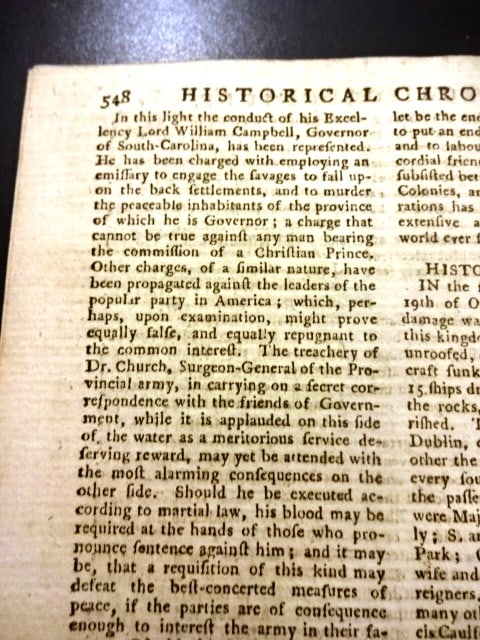 548 HISTORICAL CHRO
In this light the conduct of his Excel-
lency Lord William Campbell, Governor
of South-Carolina, has been repreſented.
He has been charged with employing an
emiſſary to engage the ſavages to fall up-
on the back ſettlements, and to murder
the peaceable inhabitants of the province
of which he is Governor; a charge that
cannot be true againſt any man bearing
the commiſſion of a Chriſtian Prince.
Other charges, of a ſimilar nature, have
been propagated againſt the leaders of the
popular party in America; which, per-
haps, upon examination, might prove
equally falſe, and equally repugnant to
the common intereſt. The treachery of
Dr. Church, Surgeon-General of the Pro-
vincial army, in carrying on a ſecret cor-
reſpondence with the friends of Govern-
ment, while it is applauded on this ſide
of the water as a meritorious ſervice de-
ſerving reward, may yet be attended with
the moſt alarming conſequences on the
other ſide. Should he be executed ac-
cording to martial law, his blood may be
required at the hands of thoſe who pro-
nounce ſentence againſt him; and it may
be, that a requiſition of this kind may
defeat the beſt-concerted meaſures of
peace, if the parties are of conſequence
enough to intereſt the army in their fa-
let be the ene
to put an end
and to labou
cordial frien
ſubſiſted bet
Colonies, an
rations has
extenſive a
world ever ſ
HISTO
IN the
19th of O
damage wa
this kingd
unroofed,
craft ſunk
15 ſhips dr
the rocks,
riſhed. T
Dublin,
other the
every ſou
the paſſe
were Maj
ly; S. a
Park;
wife and
reigners,
many ot
cis Caulf